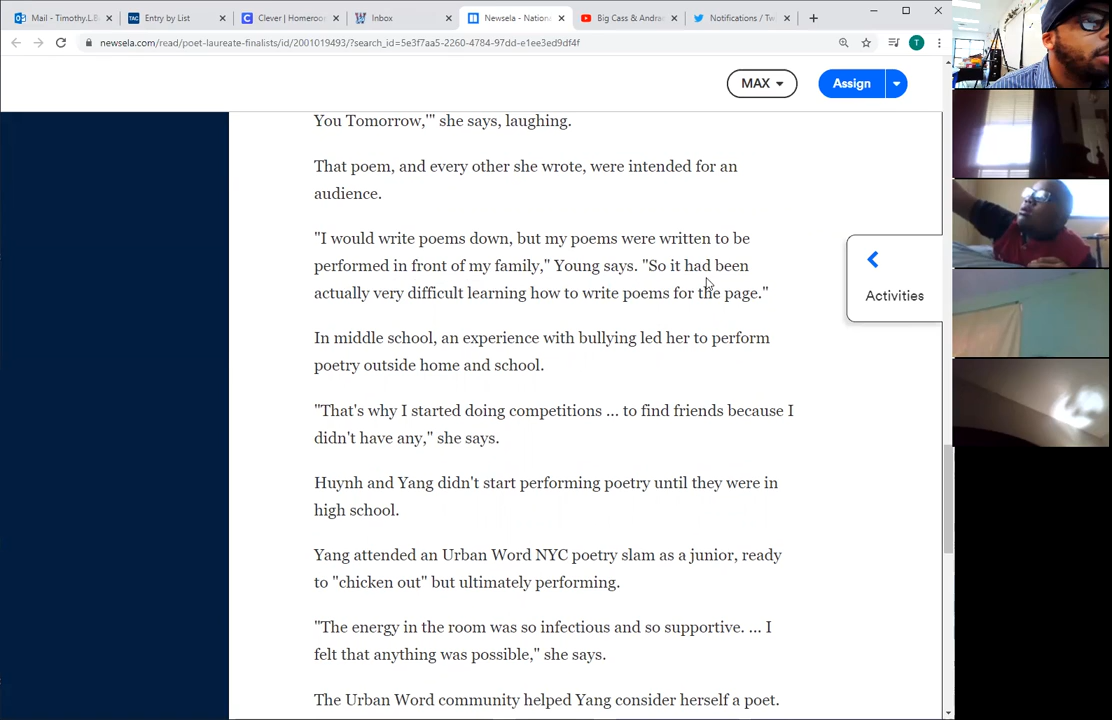 Mail - Timothy.L.B
Entry by List
Clever | Homeroo
Inbox
Newsela - Nation
Big Cass & Andra
Notifications / Tw
newsela.com/read/poet-laureate-finalists/id/2001019493/?search_id=5e3f7aa5-2260-4784-97dd-e1ee3ed9df4f
T
MAX
Assign
You Tomorrow,'" she says, laughing.
That poem, and every other she wrote, were intended for an
audience.
"I would write poems down, but my poems were written to be
performed in front of my family," Young says. "So it had been
actually very difficult learning how to write poems for the page."
Activities
In middle school, an experience with bullying led her to perform
poetry outside home and school.
"That's why I started doing competitions ... to find friends because I
didn't have any," she says.
Huynh and Yang didn't start performing poetry until they were in
high school.
Yang attended an Urban Word NYC poetry slam as a junior, ready
to "chicken out" but ultimately performing.
"The energy in the room was so infectious and so supportive. ... I
felt that anything was possible," she says.
The Urban Word community helped Yang consider herself a poet.